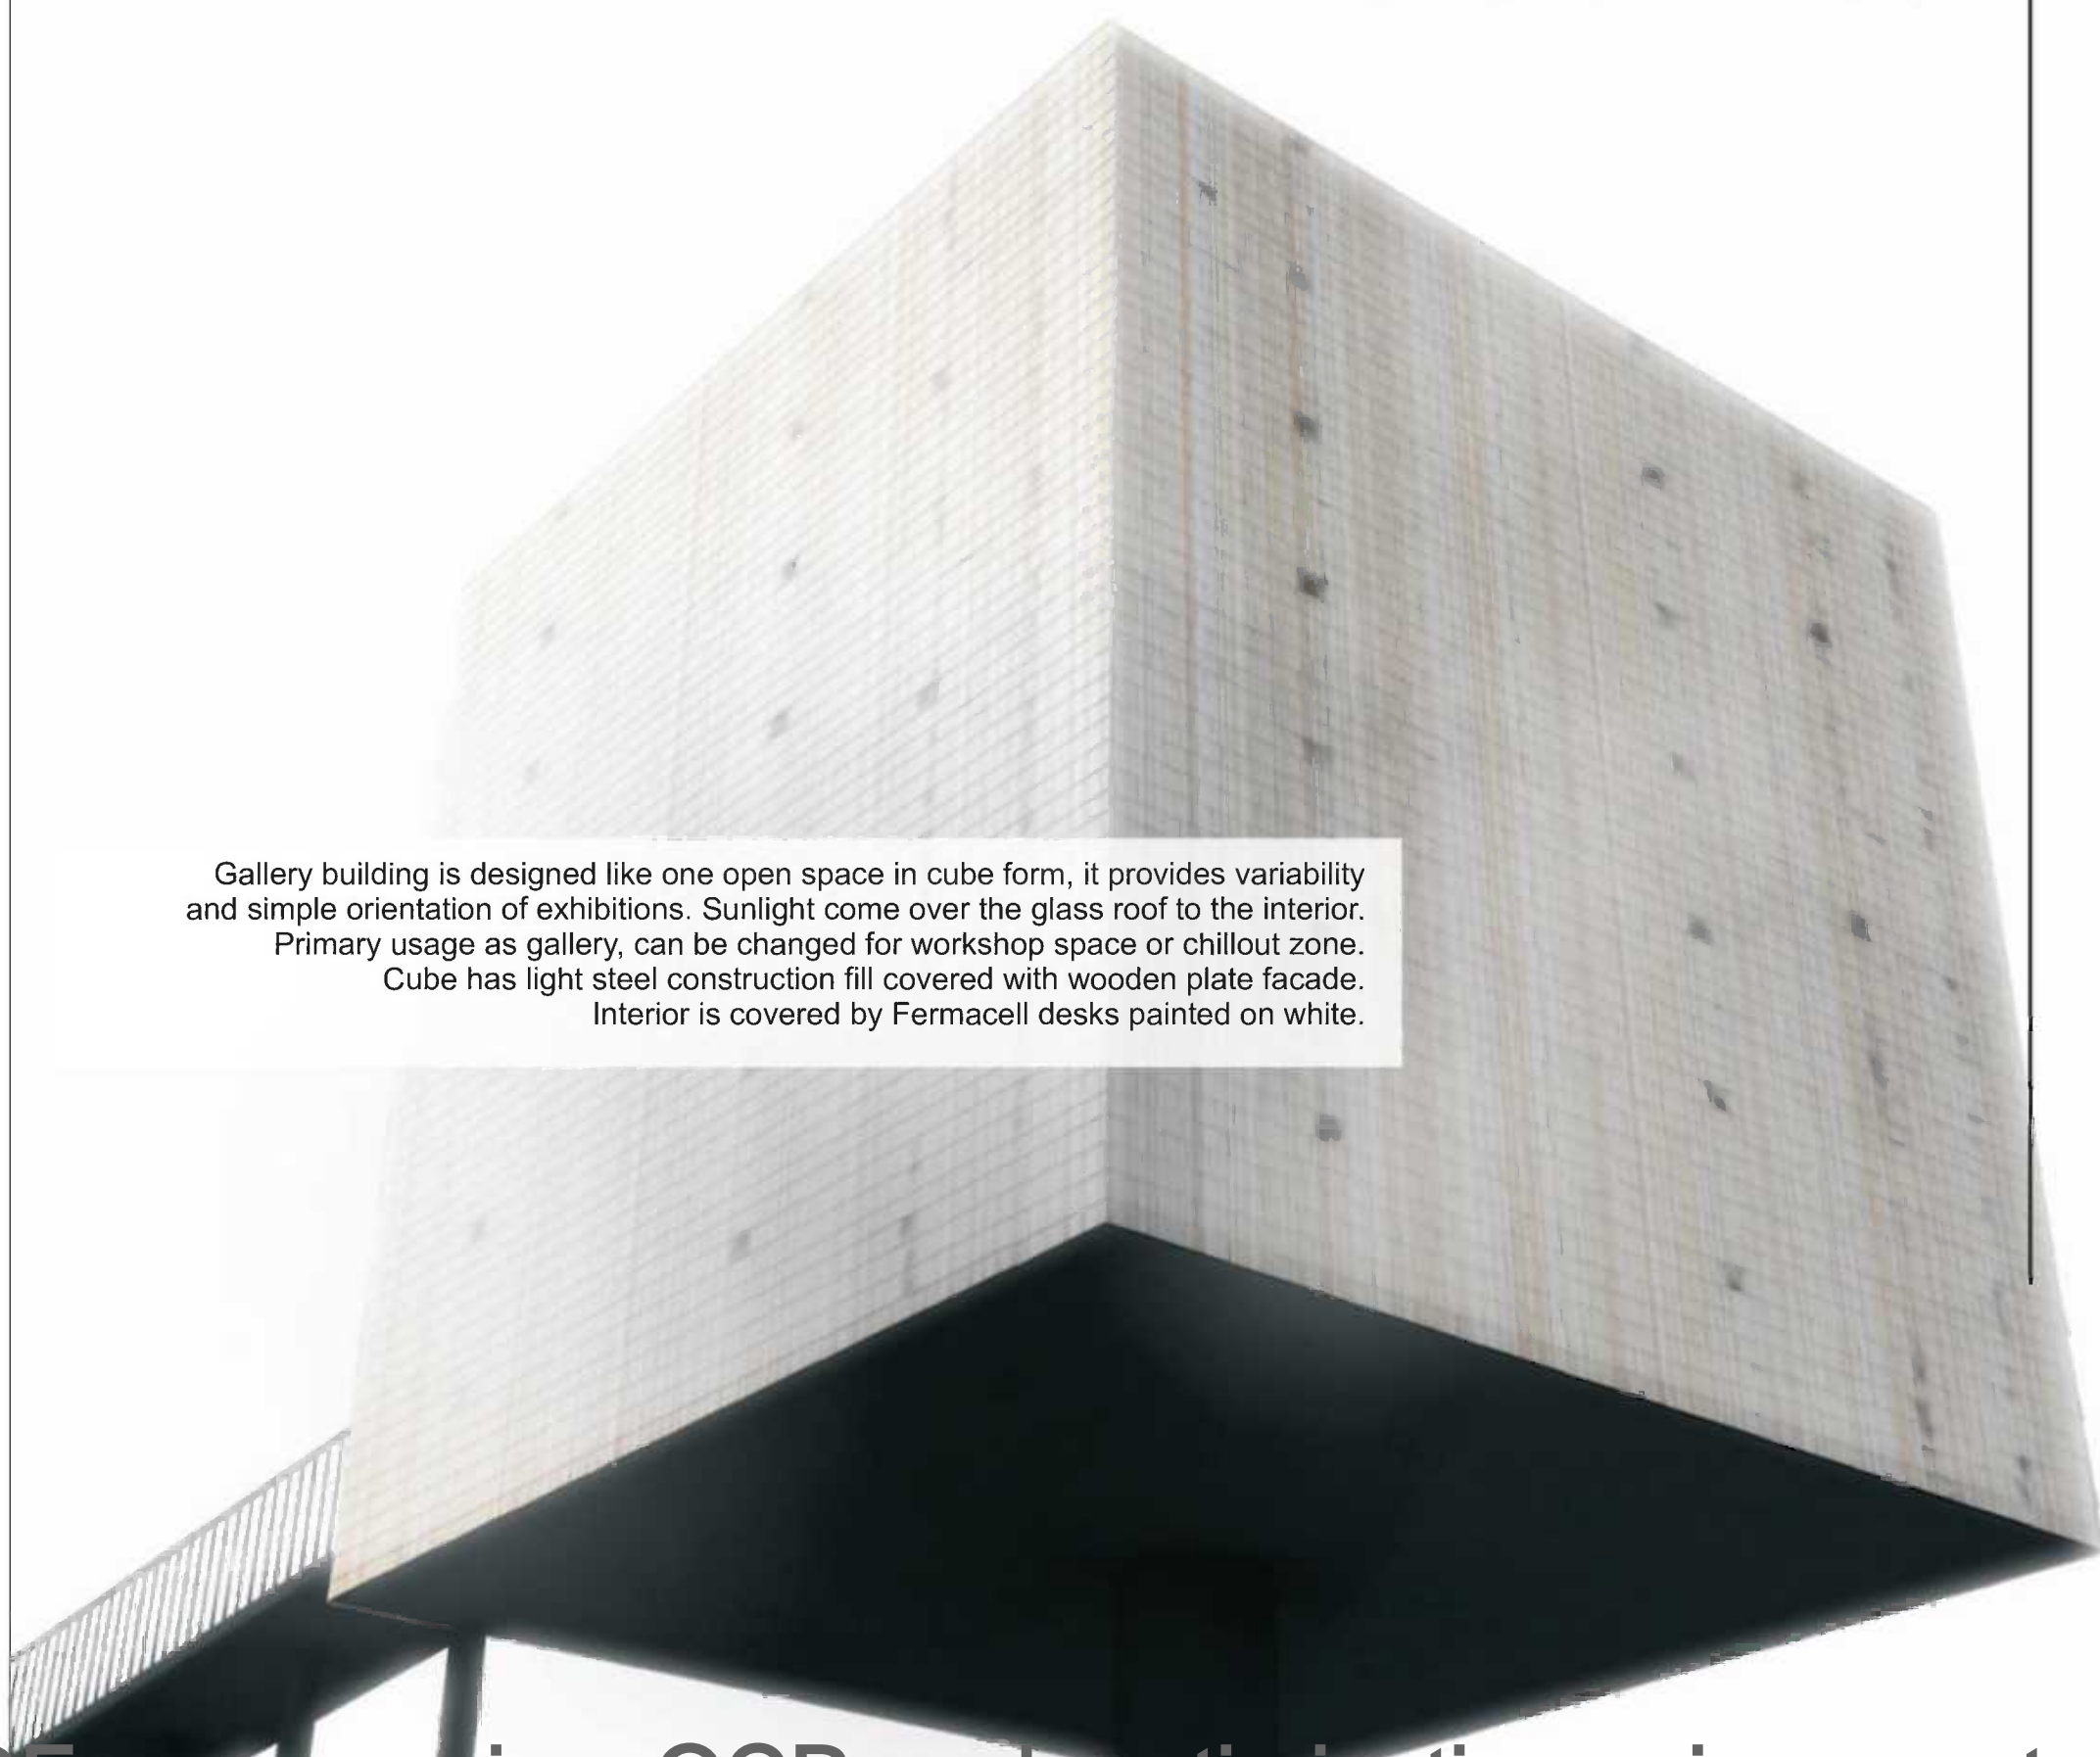 Gallery building is designed like one open space in cube form, it provides variability
and simple orientation of exhibitions. Sunlight come over the glass roof to the interior.
Primary usage as gallery, can be changed for workshop space or chillout zone.
Cube has light steel construction fill covered with wooden plate facade.
Interior is covered by Fermacell desks painted on white.